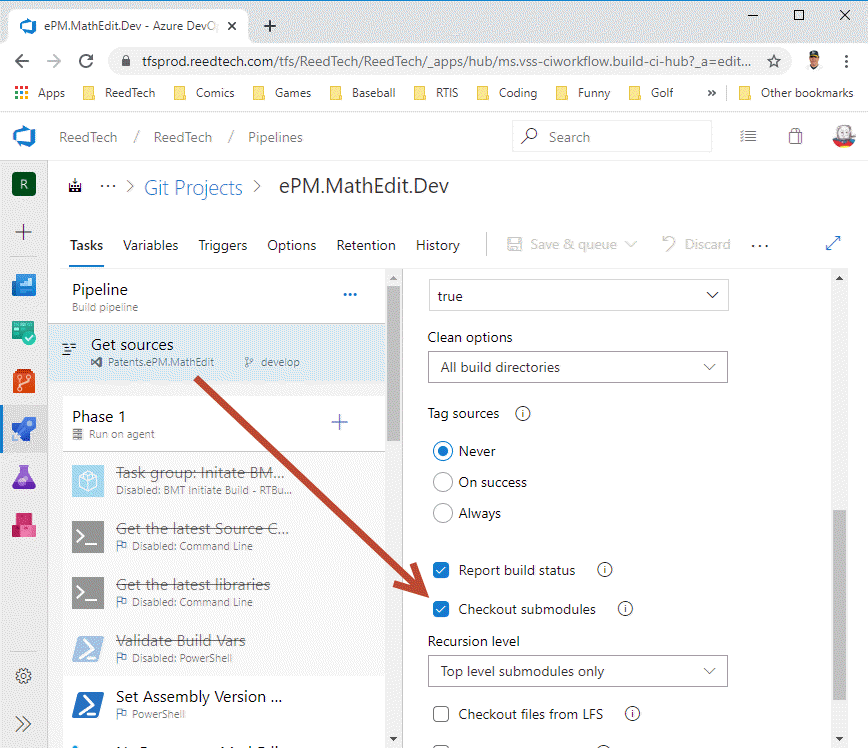 ePM.MathEdit.Dev - Azure DevO
tfsprod.reedtech.com/tfs/ReedTech/ReedTech/_apps/hub/ms.vss-ciworkflow.build-ci-hub?_a=edit...
Apps ReedTech Comics Games Baseball RTIS Coding Funny Golf » Other bookmarks
ReedTech / ReedTech / Pipelines
Search
R
... > Git Projects > ePM.MathEdit.Dev
Tasks Variables Triggers Options Retention History Save & queue Discard ...
Pipeline
Build pipeline
...
Get sources
Patents.ePM.MathEdit develop
Phase 1
Run on agent
Task group: Initate BM...
Disabled: BMT Initiate Build - RTBu...
Get the latest Source C...
Disabled: Command Line
Get the latest libraries
Disabled: Command Line
Validate Build Vars
Disabled: PowerShell
Set Assembly Version ...
PowerShell
true
Clean options
All build directories
Tag sources
Never
On success
Always
Report build status
Checkout submodules
Recursion level
Top level submodules only
Checkout files from LFS